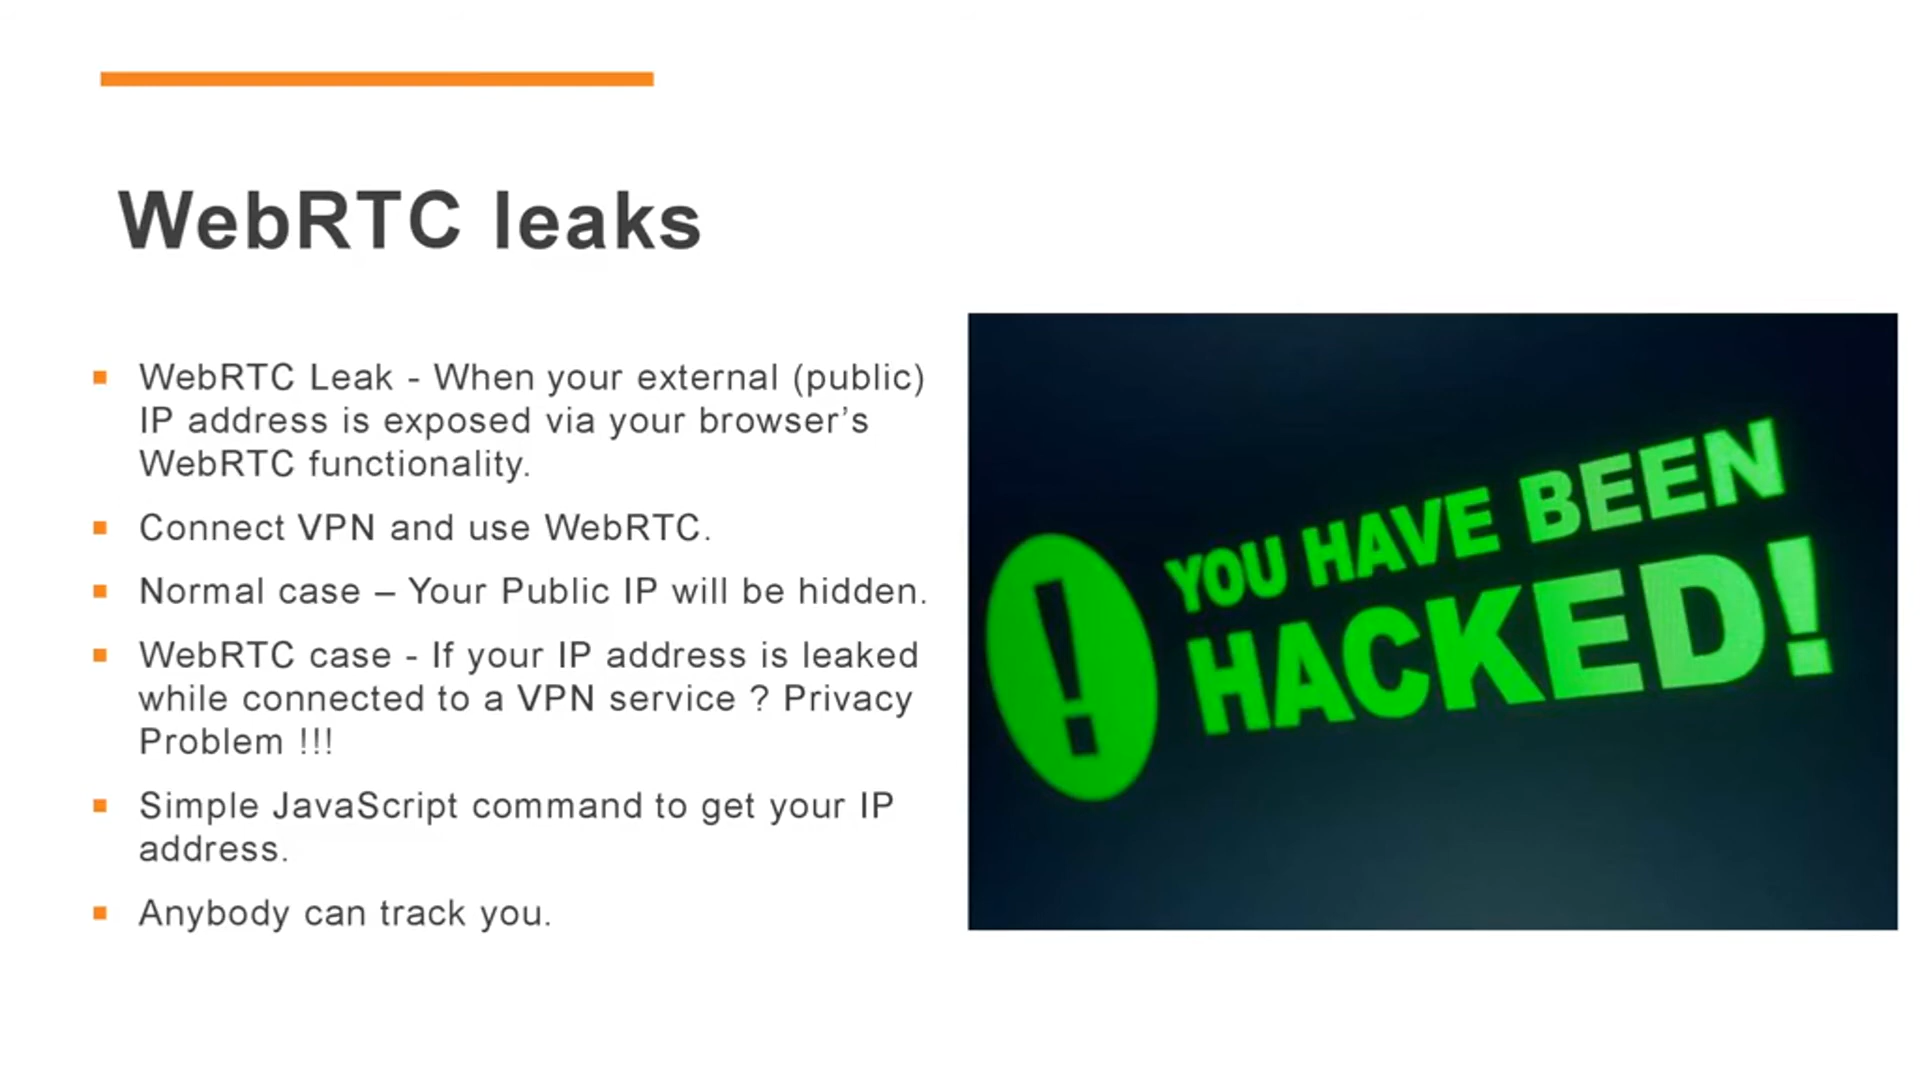 WebRTC leaks
WebRTC Leak - When your external (public)
IP address is exposed via your browser’s
WebRTC functionality.
Connect VPN and use WebRTC.
Normal case – Your Public IP will be hidden.
WebRTC case - If your IP address is leaked
while connected to a VPN service ? Privacy
Problem !!!
Simple JavaScript command to get your IP
address.
Anybody can track you.
! YOU HAVE BEEN
HACKED!